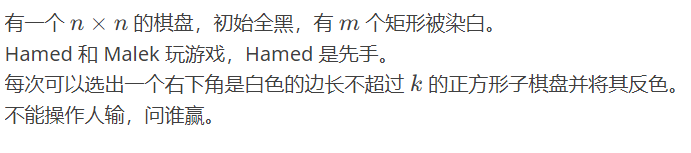 有一个 n × n 的棋盘，初始全黑，有 m 个矩形被染白。
Hamed 和 Malek 玩游戏，Hamed 是先手。
每次可以选出一个右下角是白色的边长不超过 k 的正方形子棋盘并将其反色。
不能操作人输，问谁赢。